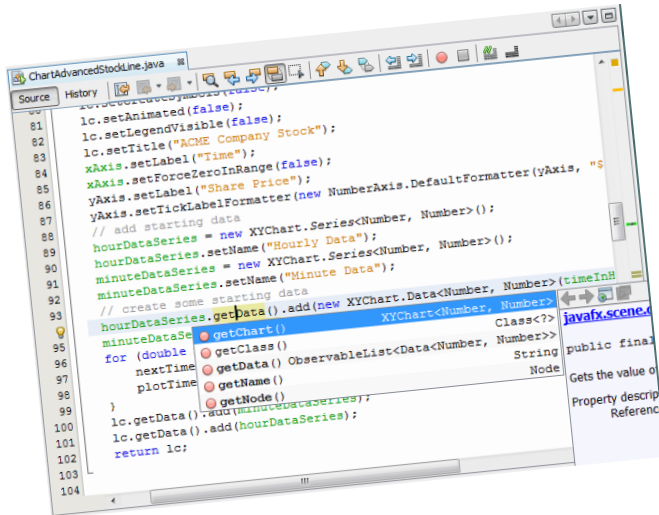 ChartAdvancedStockLine.java
Source History
81 lc.setAnimated(false);
82 lc.setLegendVisible(false);
83 lc.setTitle("ACME Company Stock");
84 xAxis.setLabel("Time");
85 xAxis.setForceZeroInRange(false);
86 yAxis.setLabel("Share Price");
87 yAxis.setTickLabelFormatter(new NumberAxis.DefaultFormatter(yAxis, "$
88 // add starting data
89 hourDataSeries = new XYChart.Series<Number, Number>();
90 hourDataSeries.setName("Hourly Data");
91 minuteDataSeries = new XYChart.Series<Number, Number>();
92 minuteDataSeries.setName("Minute Data");
93 // create some starting data
hourDataSeries.getData().add(new XYChart.Data<Number, Number>(timeInH
95 minuteDataSe
96 for (double
97 nextTime
98 plotTime
99 }
100 lc.getData().add(minuteDataSeries);
101 lc.getData().add(hourDataSeries);
102 return lc;
103
104
getChart() XYChart<Number, Number>
getClass() Class<?>
getData() ObservableList<Data<Number, Number>>
getName() String
getNode() Node
javafx.scene.c
public final
Gets the value o
Property descrip
Referenc